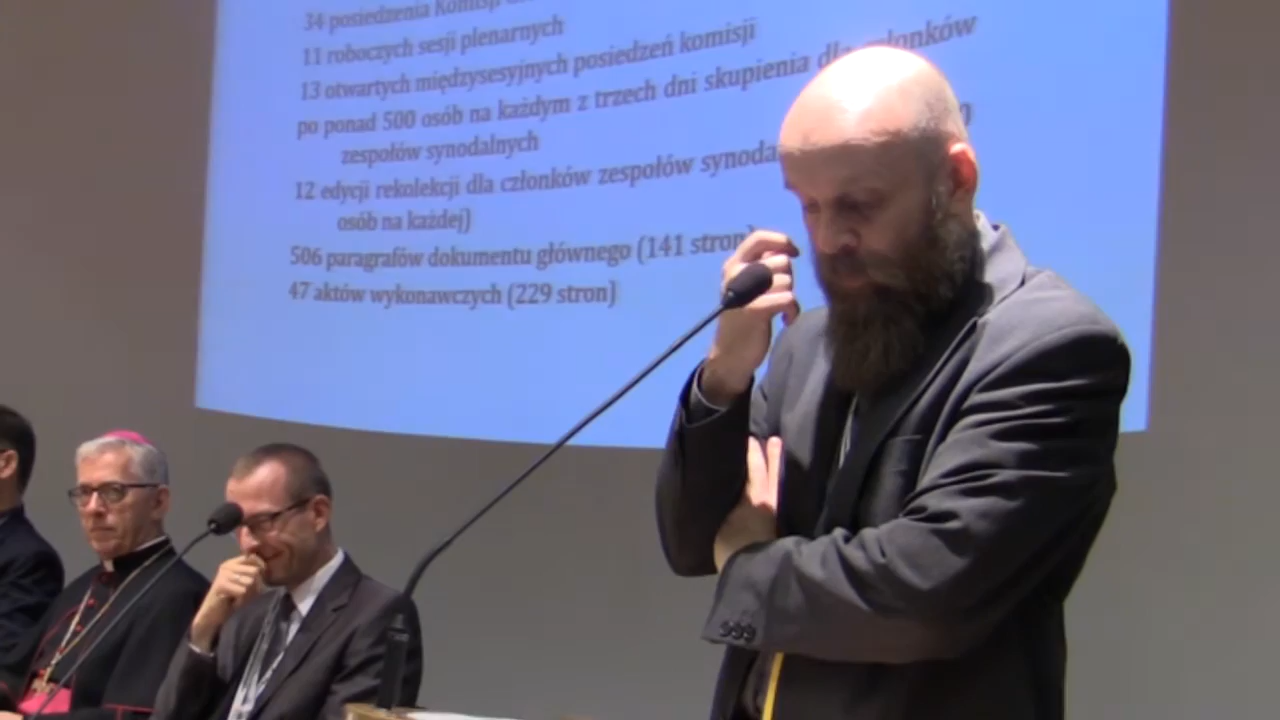 34 posiedzenia Komisji
11 roboczych sesji plenarnych
13 otwartych międzysesyjnych posiedzeń komisji
po ponad 500 osób na każdym z trzech dni skupienia dla członków
zespołów synodalnych
12 edycji rekolekcji dla członków zespołów
osób na każdej)
506 paragrafów dokumentu głównego (141 stron)
47 aktów wykonawczych (229 stron)